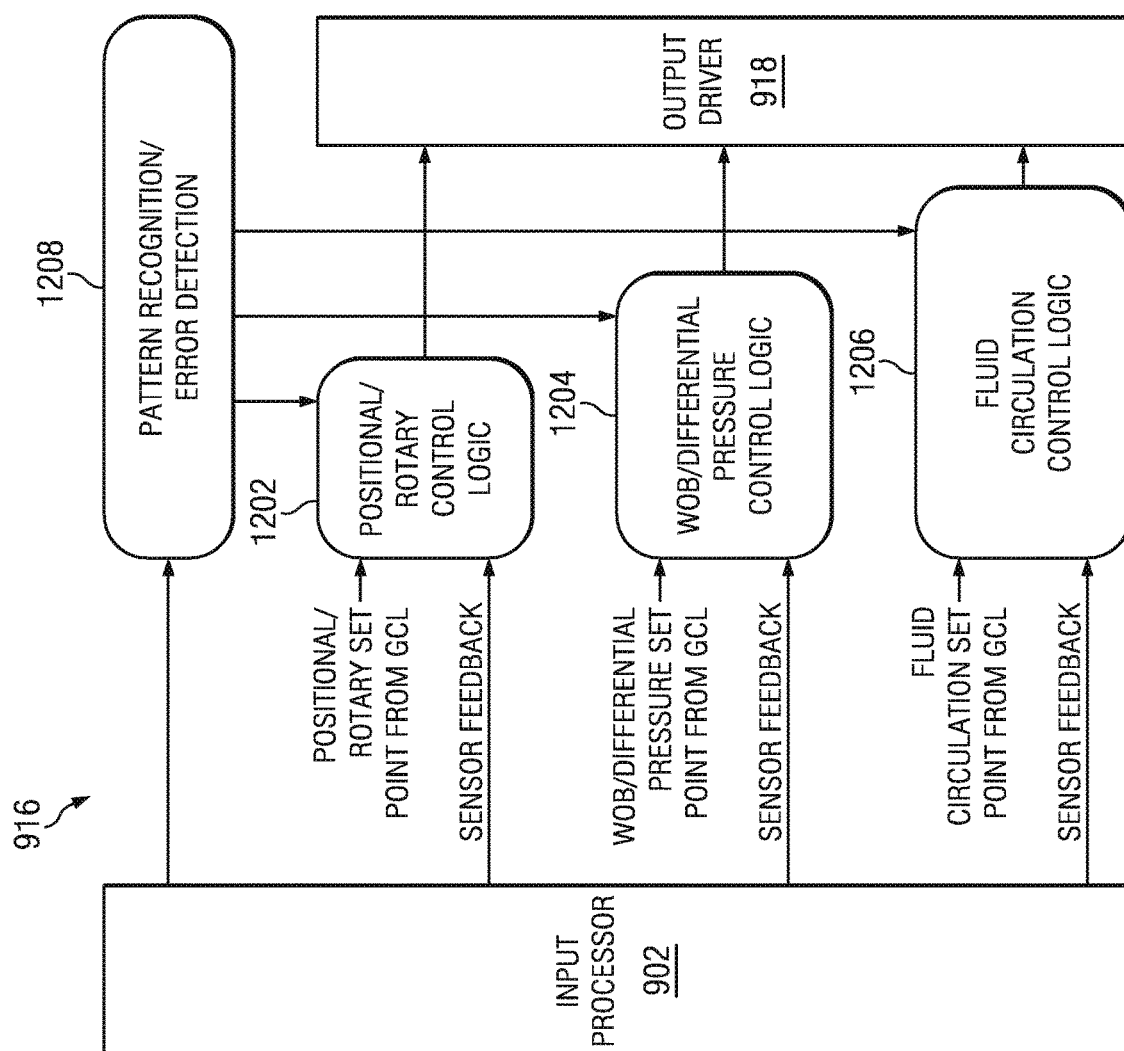 916
INPUT
PROCESSOR
902
1208
PATTERN RECOGNITION/
ERROR DETECTION
POSITIONAL/
ROTARY SET
POINT FROM GCL
SENSOR FEEDBACK
1202
POSITIONAL/
ROTARY
CONTROL
LOGIC
WOB/DIFFERENTIAL
PRESSURE SET
POINT FROM GCL
SENSOR FEEDBACK
1204
WOB/DIFFERENTIAL
PRESSURE
CONTROL LOGIC
FLUID
CIRCULATION SET
POINT FROM GCL
SENSOR FEEDBACK
1206
FLUID
CIRCULATION
CONTROL LOGIC
OUTPUT
DRIVER
918